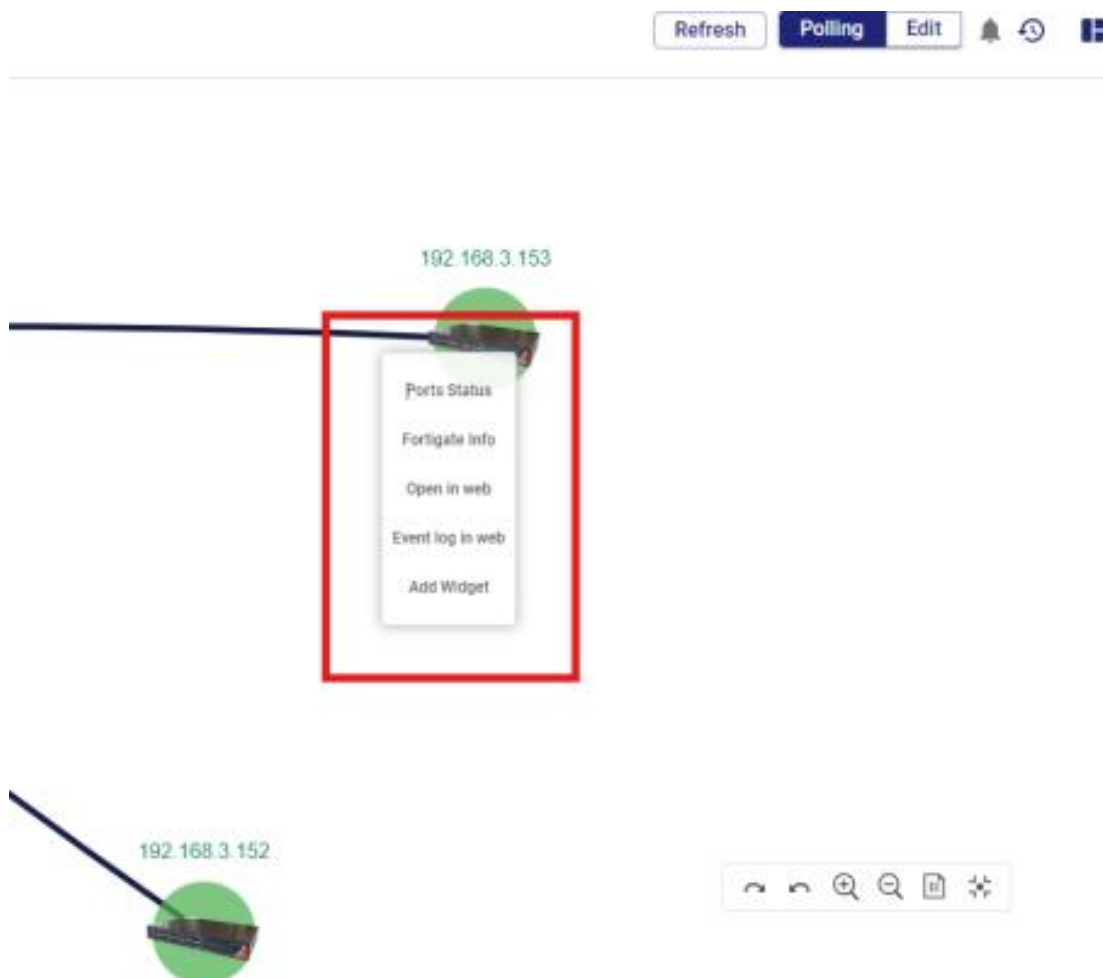 Refresh
Polling
Edit
192.168.3.153
Ports Status
Fortigate Info
Open in web
Event log in web
Add Widget
192.168.3.152